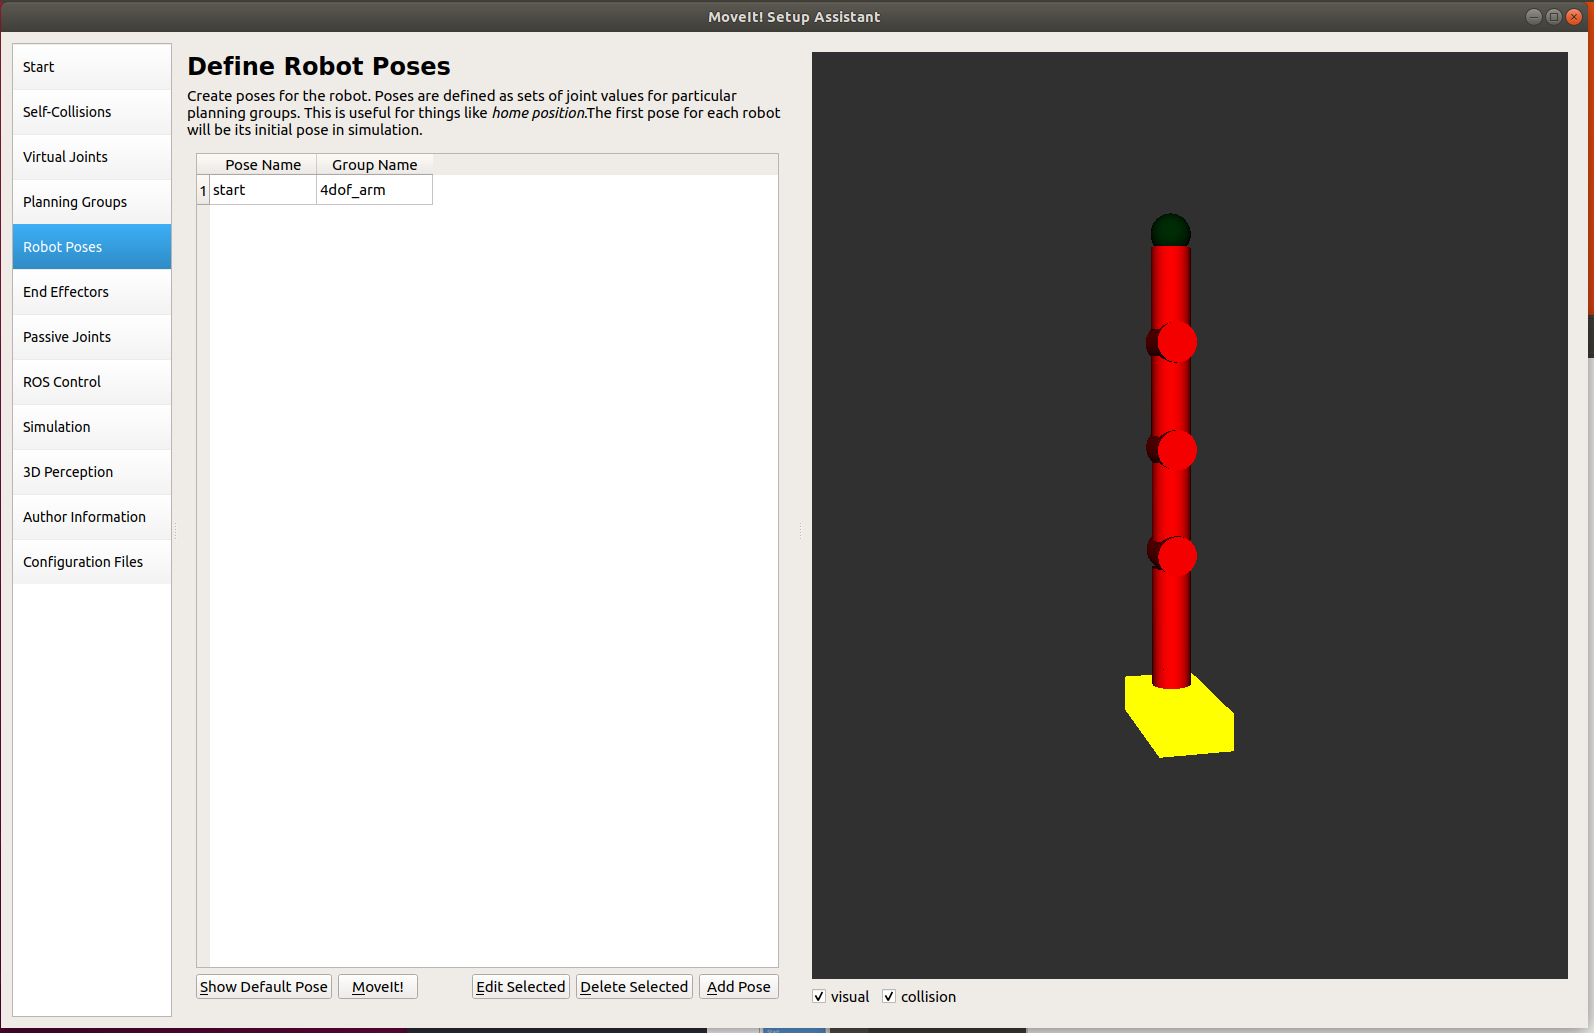 MoveIt! Setup Assistant
Start
Self-Collisions
Virtual Joints
Planning Groups
Robot Poses
End Effectors
Passive Joints
ROS Control
Simulation
3D Perception
Author Information
Configuration Files
Define Robot Poses
Create poses for the robot. Poses are defined as sets of joint values for particular
planning groups. This is useful for things like home position.The first pose for each robot
will be its initial pose in simulation.
Pose Name Group Name
1 start 4dof_arm
Show Default Pose MoveIt! Edit Selected Delete Selected Add Pose
visual collision